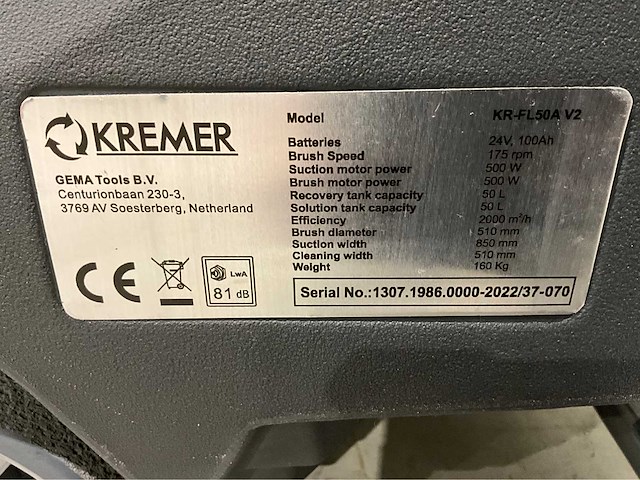 KREMER
GEMA Tools B.V.
Centurionbaan 230-3,
3769 AV Soesterberg, Netherland
CE
LwA
81 dB
Model KR-FL50A V2
Batteries 24V, 100Ah
Brush Speed 175 rpm
Suction motor power 500 W
Brush motor power 500 W
Recovery tank capacity 50 L
Solution tank capacity 50 L
Efficiency 2000 m²/h
Brush diameter 510 mm
Suction width 850 mm
Cleaning width 510 mm
Weight 160 Kg
Serial No.:1307.1986.0000-2022/37-070